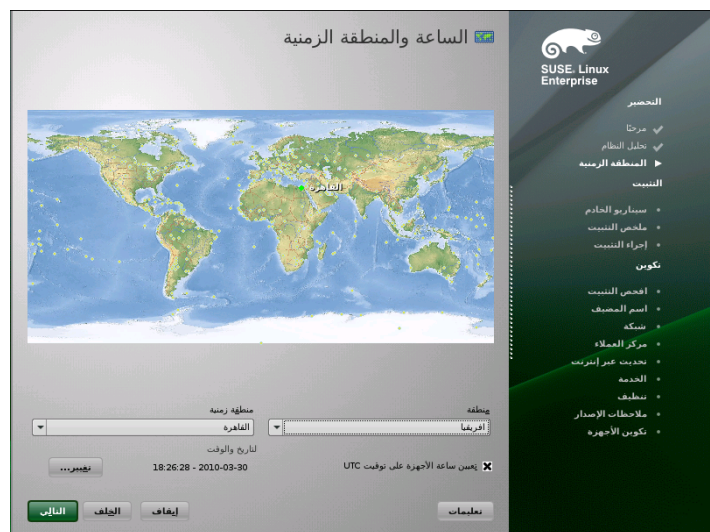 الساعة والمنطقة الزمنية
SUSE. Linux
Enterprise
التحضير
مرحبًا
تحليل النظام
المنطقة الزمنية
التثبيت
سيناريو الخادم
ملخص التثبيت
إجراء التثبيت
تكوين
افحص التثبيت
اسم المضيف
شبكة
مركز العملاء
تحديث عبر إنترنت
الخدمة
تنظيف
ملاحظات الإصدار
تكوين الأجهزة
القاهرة
منطقة
افريقيا
منطقة زمنية
القاهرة
تعيين ساعة الأجهزة على توقيت UTC
لتاريخ والوقت
18:26:28 - 2010-03-30
تغيير...
تعليمات
إيقاف
الخلف
التالي